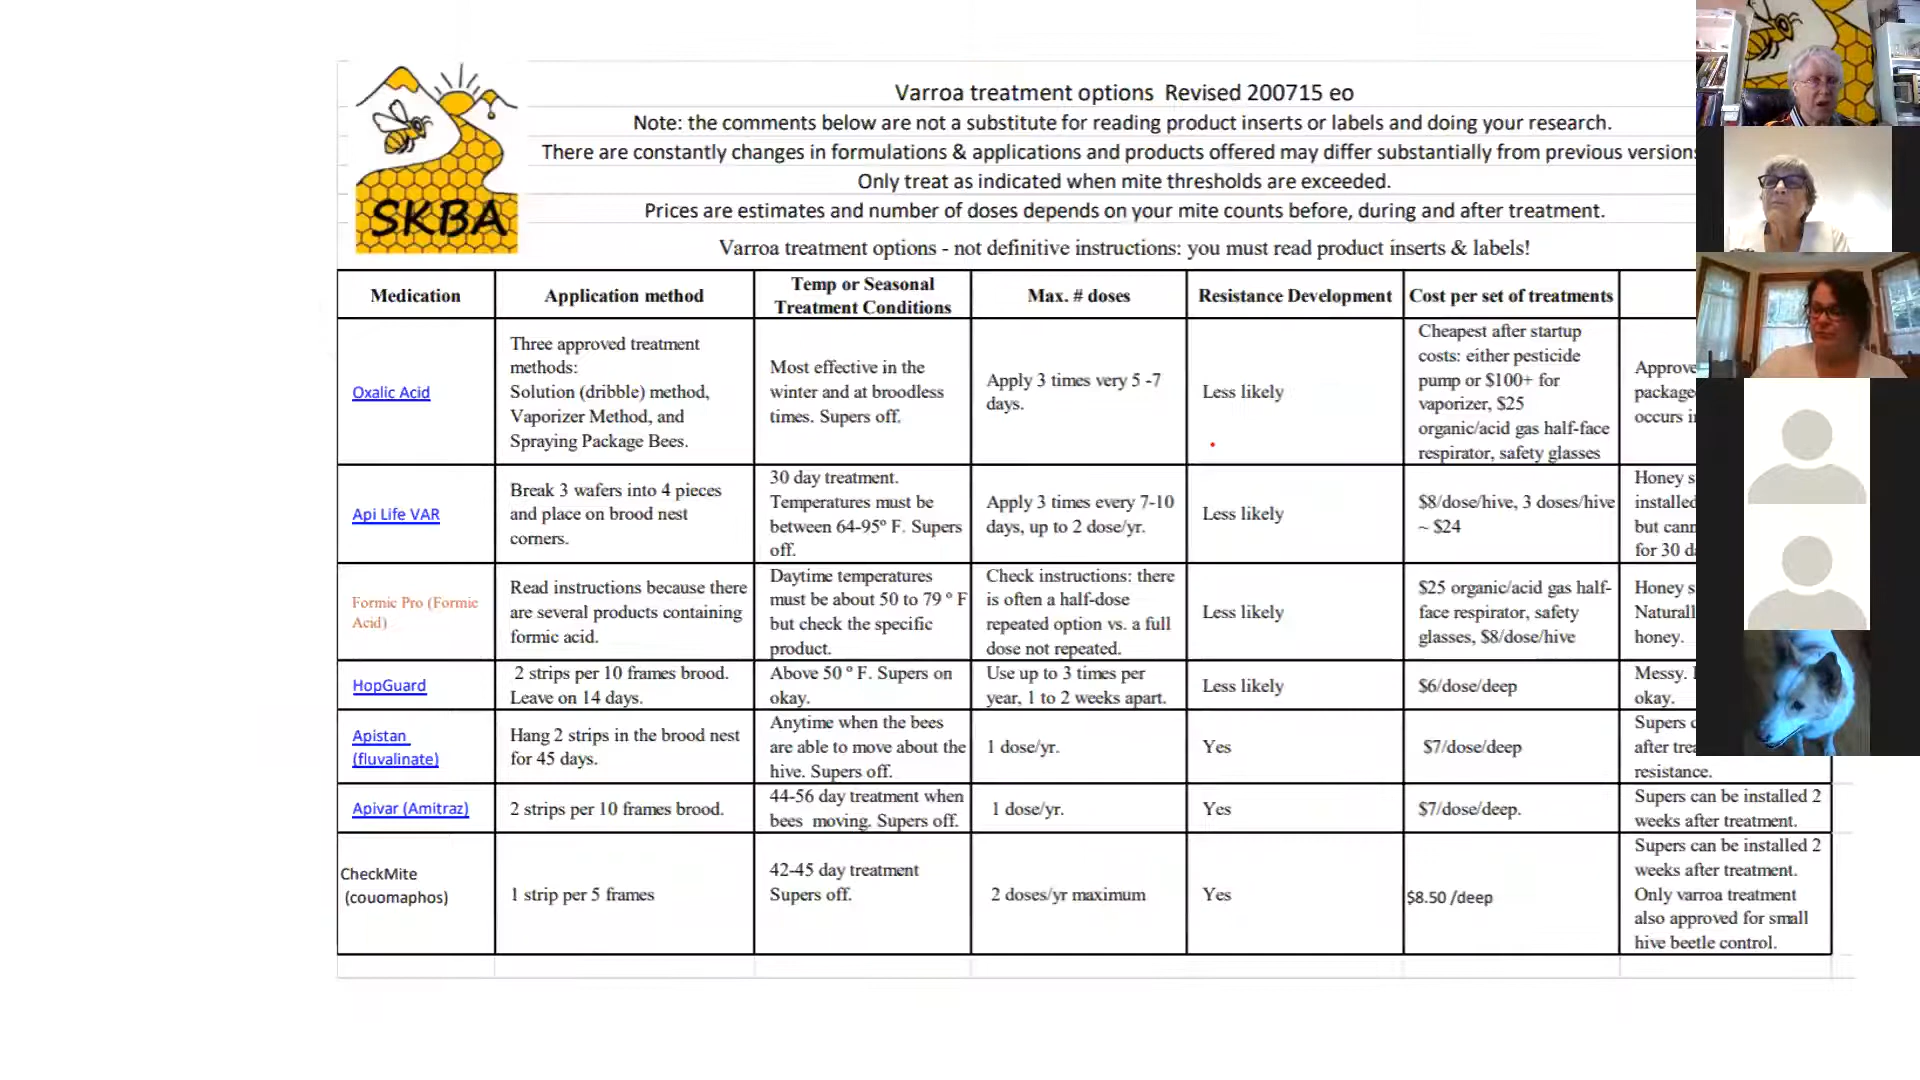 SKBA
Varroa treatment options Revised 200715 eo
Note: the comments below are not a substitute for reading product inserts or labels and doing your research.
There are constantly changes in formulations & applications and products offered may differ substantially from previous version
Only treat as indicated when mite thresholds are exceeded.
Prices are estimates and number of doses depends on your mite counts before, during and after treatment.
Varroa treatment options - not definitive instructions: you must read product inserts & labels!
Medication
Application method
Temp or Seasonal
Treatment Conditions
Max. # doses
Resistance Development
Cost per set of treatments
Oxalic Acid
Three approved treatment
methods:
Solution (dribble) method,
Vaporizer Method, and
Spraying Package Bees.
Most effective in the
winter and at broodless
times. Supers off.
Apply 3 times very 5 -7
days.
Less likely
Cheapest after startup
costs: either pesticide
pump or $100+ for
vaporizer, $25
organic/acid gas half-face
respirator, safety glasses
Approve
package
occurs i
Api Life VAR
Break 3 wafers into 4 pieces
and place on brood nest
corners.
30 day treatment.
Temperatures must be
between 64-95º F. Supers
off.
Apply 3 times every 7-10
days, up to 2 dose/yr.
Less likely
$8/dose/hive, 3 doses/hive
~ $24
Honey s
installed
but cann
for 30 d
Formic Pro (Formic
Acid)
Read instructions because there
are several products containing
formic acid.
Daytime temperatures
must be about 50 to 79 º F
but check the specific
product.
Check instructions: there
is often a half-dose
repeated option vs. a full
dose not repeated.
Less likely
$25 organic/acid gas half-
face respirator, safety
glasses, $8/dose/hive
Honey s
Naturall
honey.
HopGuard
2 strips per 10 frames brood.
Leave on 14 days.
Above 50 º F. Supers on
okay.
Use up to 3 times per
year, 1 to 2 weeks apart.
Less likely
$6/dose/deep
Messy.
okay.
Apistan
(fluvalinate)
Hang 2 strips in the brood nest
for 45 days.
Anytime when the bees
are able to move about the
hive. Supers off.
1 dose/yr.
Yes
$7/dose/deep
Supers c
after trea
resistance.
Apivar (Amitraz)
2 strips per 10 frames brood.
44-56 day treatment when
bees moving. Supers off.
1 dose/yr.
Yes
$7/dose/deep.
Supers can be installed 2
weeks after treatment.
CheckMite
(couomaphos)
1 strip per 5 frames
42-45 day treatment
Supers off.
2 doses/yr maximum
Yes
$8.50 /deep
Supers can be installed 2
weeks after treatment.
Only varroa treatment
also approved for small
hive beetle control.